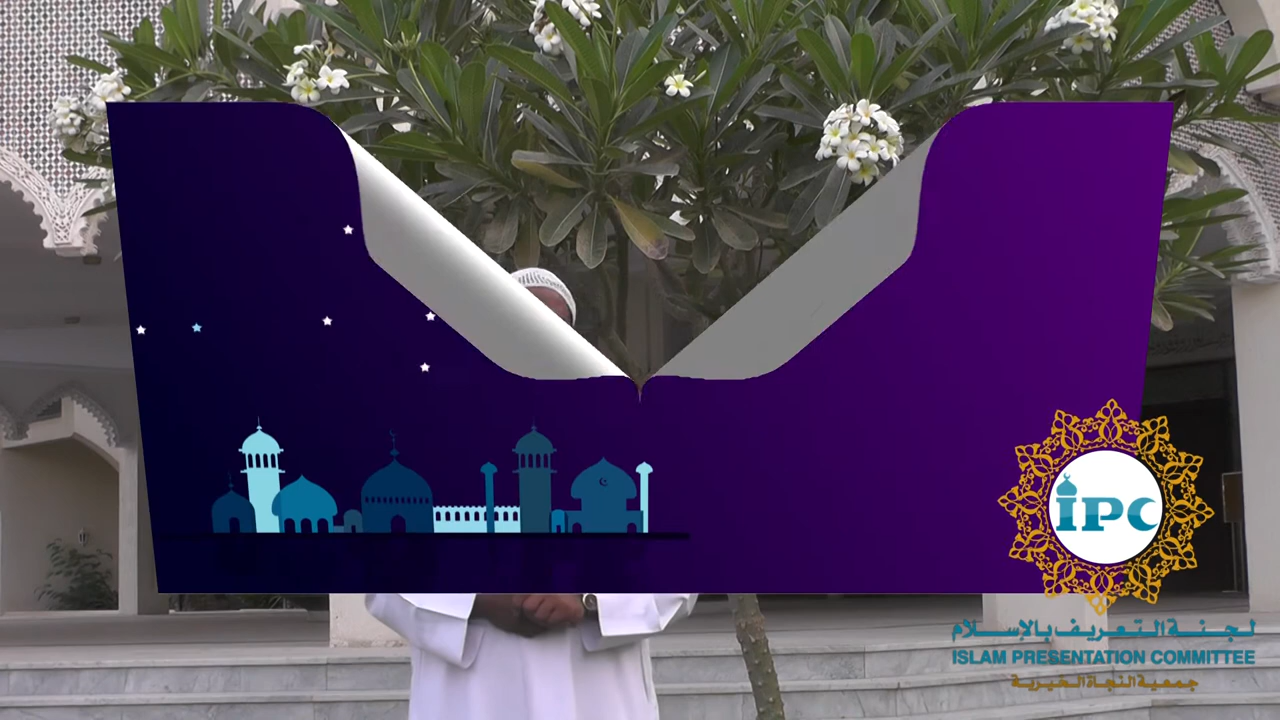 iPC
لجنة التعريف بالإسلام
ISLAM PRESENTATION COMMITTEE
جمعية النجاة الخيرية